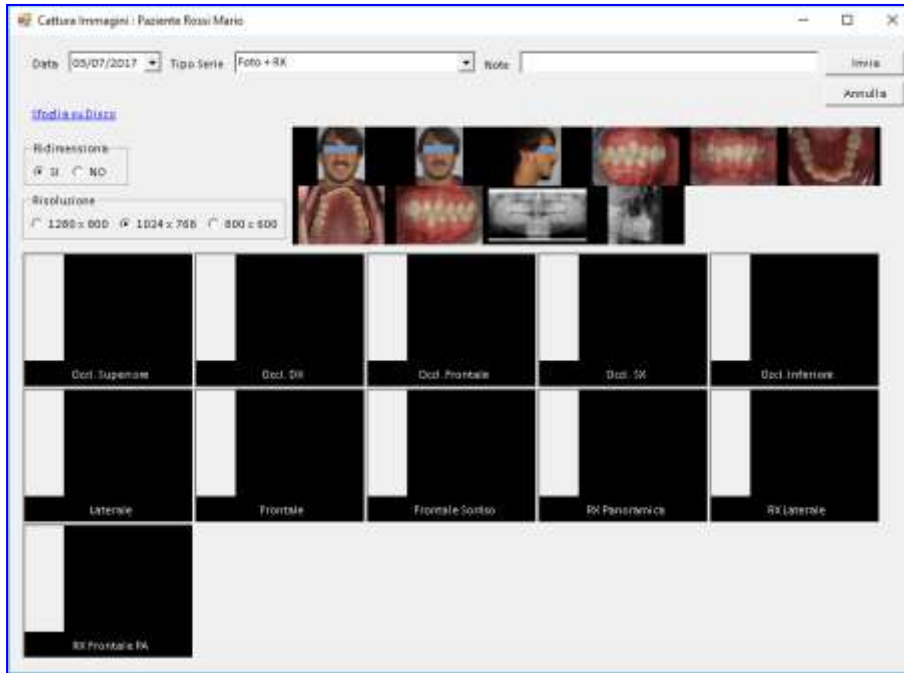 Cattura Immagini : Paziente Rossi Mario
Data 05/07/2017 Tipo Serie Foto + RX Note Invia
Annulla
Sfoglia su Disco
Ridimensiona
SI NO
Risoluzione
1280 x 800 1024 x 768 800 x 600
Occl. Superiore Occl. DX Occl. Frontale Occl. SX Occl. Inferiore
Laterale Frontale Frontale Sorriso RX Panoramica RX Laterale
RX Frontale PA